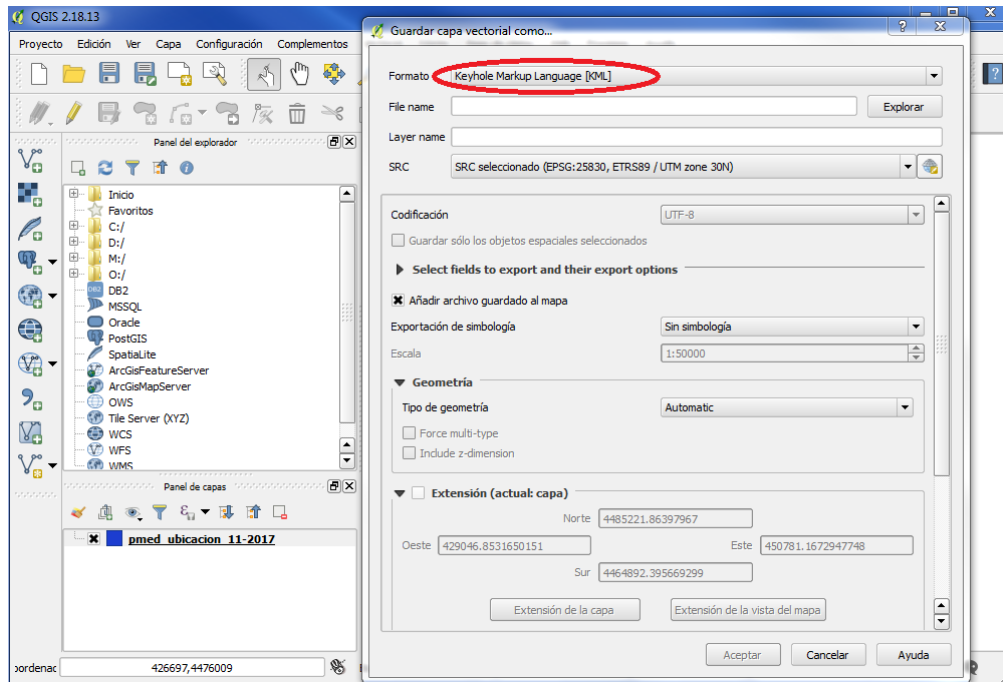 QGIS 2.18.13
Proyecto Edición Ver Capa Configuración Complementos
Panel del explorador
Inicio
Favoritos
C:/
D:/
M:/
O:/
DB2
MSSQL
Oracle
PostGIS
SpatiaLite
ArcGisFeatureServer
ArcGisMapServer
OWS
Tile Server (XYZ)
WCS
WFS
WMS
Panel de capas
pmed_ubicacion_11-2017
oordenac 426697,4476009
Guardar capa vectorial como...
Formato Keyhole Markup Language [KML]
File name Explorar
Layer name
SRC SRC seleccionado (EPSG:25830, ETRS89 / UTM zone 30N)
Codificación UTF-8
Guardar sólo los objetos espaciales seleccionados
Select fields to export and their export options
Añadir archivo guardado al mapa
Exportación de simbología Sin simbología
Escala 1:50000
Geometría
Tipo de geometría Automatic
Force multi-type
Include z-dimension
Extensión (actual: capa)
Norte 4485221.86397967
Oeste 429046.8531650151 Este 450781.1672947748
Sur 4464892.395669299
Extensión de la capa Extensión de la vista del mapa
Aceptar Cancelar Ayuda